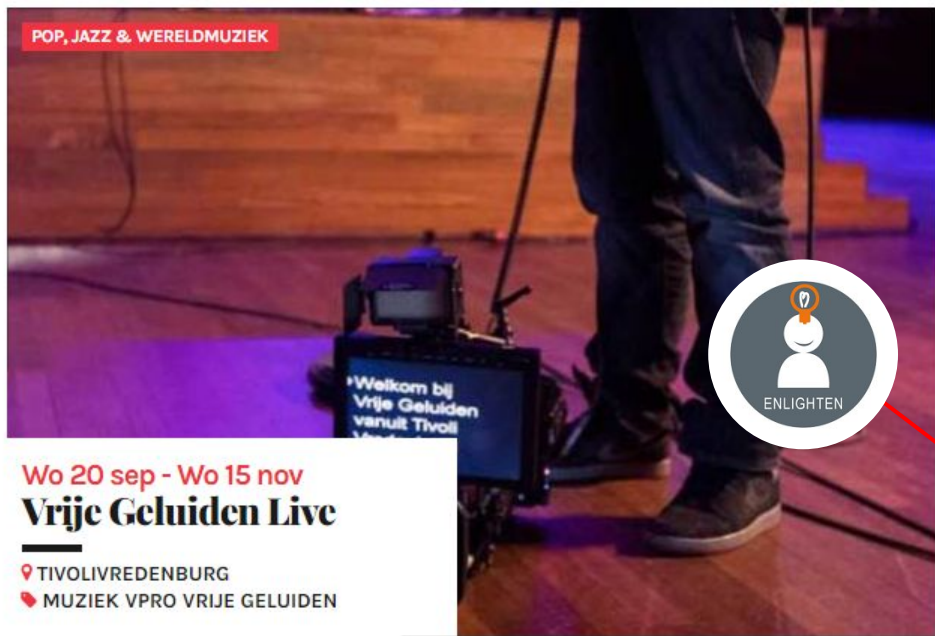 POP, JAZZ & WERELDMUZIEK
Welkom bij
Vrije Geluiden
vanuit Tivoli
ENLIGHTEN
Wo 20 sep - Wo 15 nov
Vrije Geluiden Live
TIVOLIVREDENBURG
MUZIEK VPRO VRIJE GELUIDEN